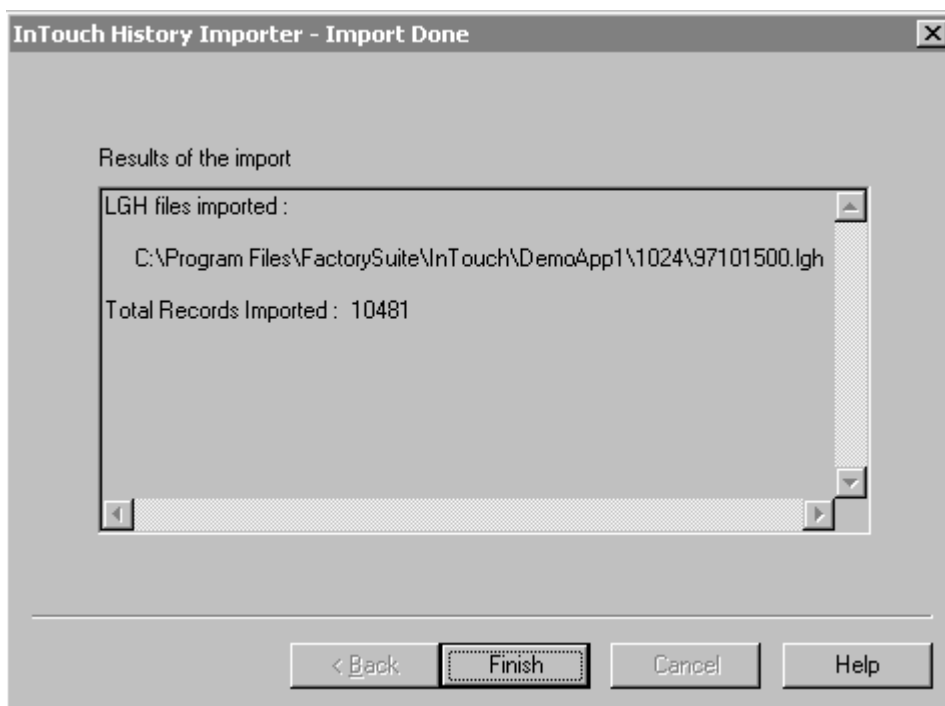 InTouch History Importer - Import Done
Results of the import
LGH files imported :
C:\Program Files\FactorySuite\InTouch\DemoApp1\1024\97101500.lgh
Total Records Imported :  10481
< Back
Finish
Cancel
Help